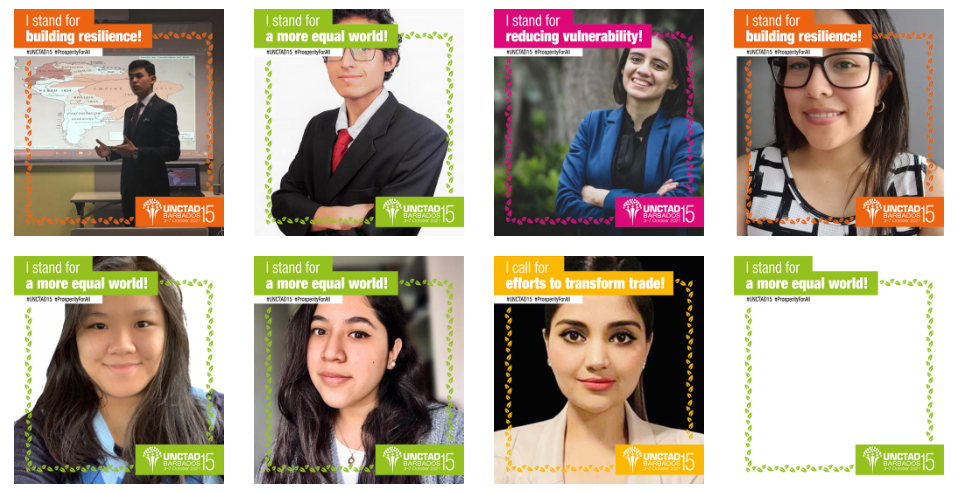 I stand for
building resilience!
#UNCTAD15 #ProsperityForAll
UNCTAD 15
BARBADOS
3-7 October 2021
I stand for
a more equal world!
#UNCTAD15 #ProsperityForAll
UNCTAD 15
BARBADOS
3-7 October 2021
I stand for
reducing vulnerability!
#UNCTAD15 #ProsperityForAll
UNCTAD 15
BARBADOS
3-7 October 2021
I stand for
building resilience!
#UNCTAD15 #ProsperityForAll
UNCTAD 15
BARBADOS
3-7 October 2021
I stand for
a more equal world!
#UNCTAD15 #ProsperityForAll
UNCTAD 15
BARBADOS
3-7 October 2021
I stand for
a more equal world!
#UNCTAD15 #ProsperityForAll
UNCTAD 15
BARBADOS
3-7 October 2021
I call for
efforts to transform trade!
#UNCTAD15 #ProsperityForAll
UNCTAD 15
BARBADOS
3-7 October 2021
I stand for
a more equal world!
#UNCTAD15 #ProsperityForAll
UNCTAD 15
BARBADOS
3-7 October 2021